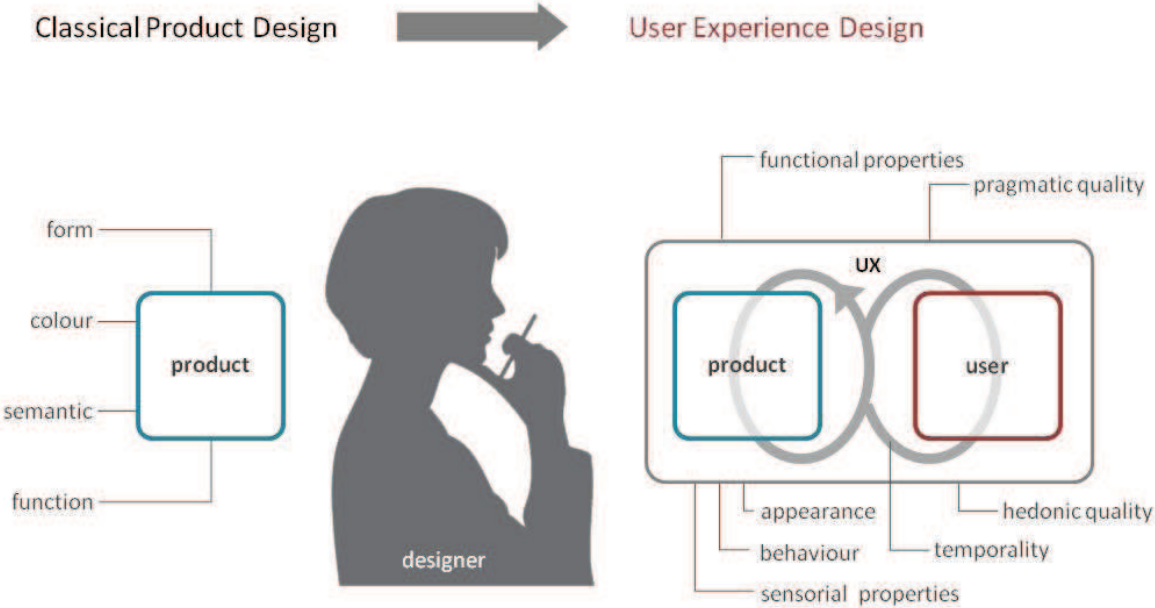 Classical Product Design
User Experience Design
form
colour
semantic
function
product
designer
functional properties
pragmatic quality
UX
product
user
appearance
behaviour
sensorial properties
hedonic quality
temporality